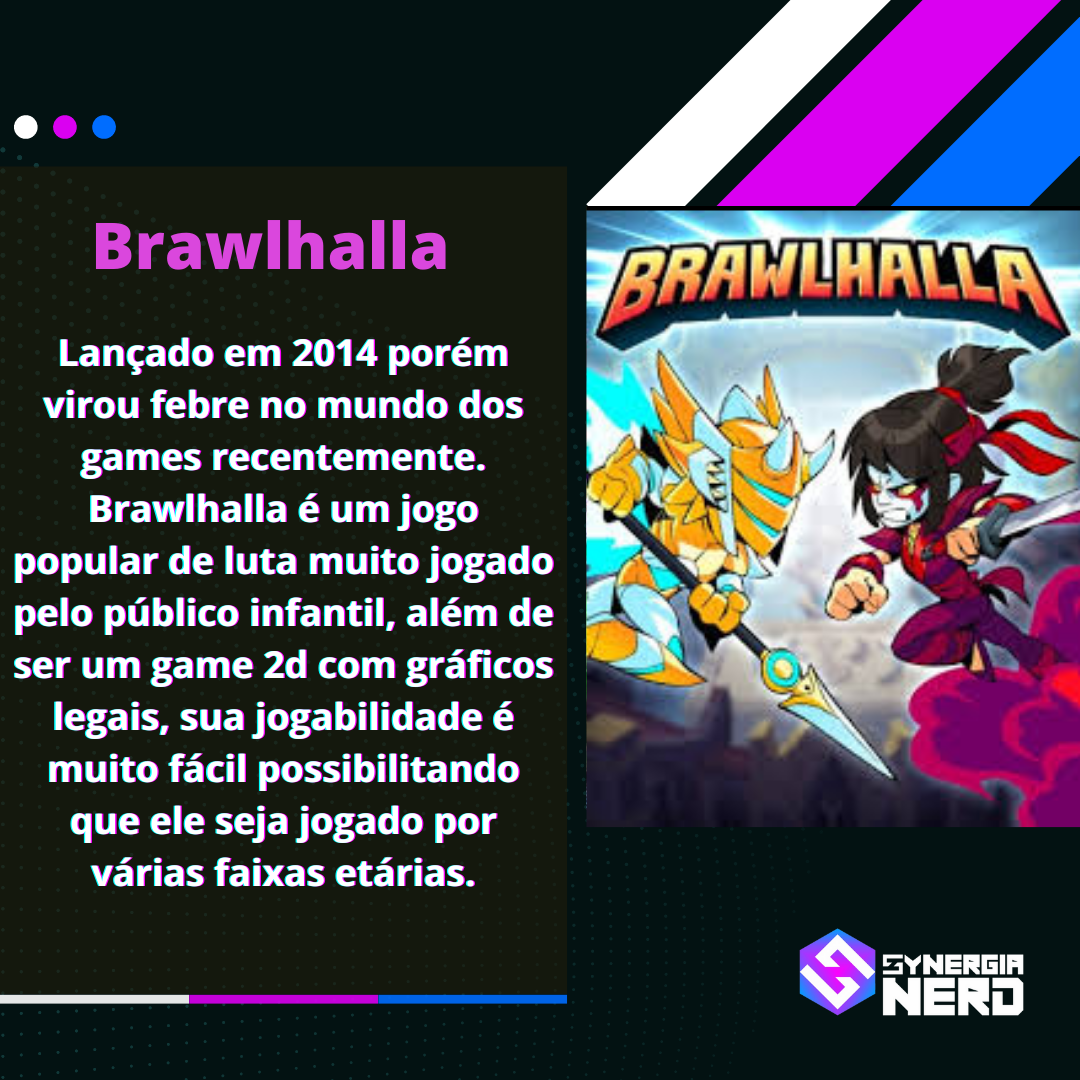 Brawlhalla
Lançado em 2014 porém
virou febre no mundo dos
games recentemente.
Brawlhalla é um jogo
popular de luta muito jogado
pelo público infantil, além de
ser um game 2d com gráficos
legais, sua jogabilidade é
muito fácil possibilitando
que ele seja jogado por
várias faixas etárias.
BRAWLHALLA
SYNERGIA
NERD